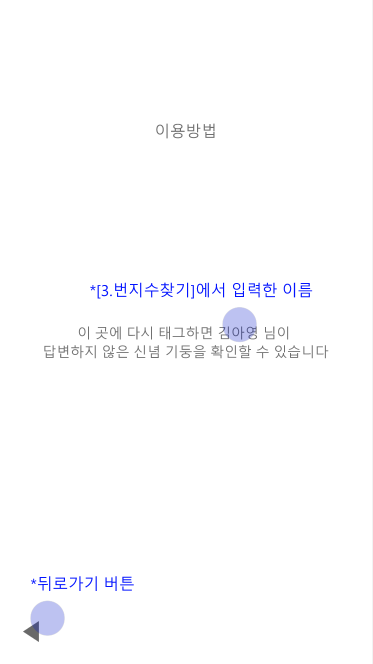 이용방법
*[3.번지수찾기]에서 입력한 이름
이 곳에 다시 태그하면 김아영 님이
답변하지 않은 신념 기둥을 확인할 수 있습니다
*뒤로가기 버튼